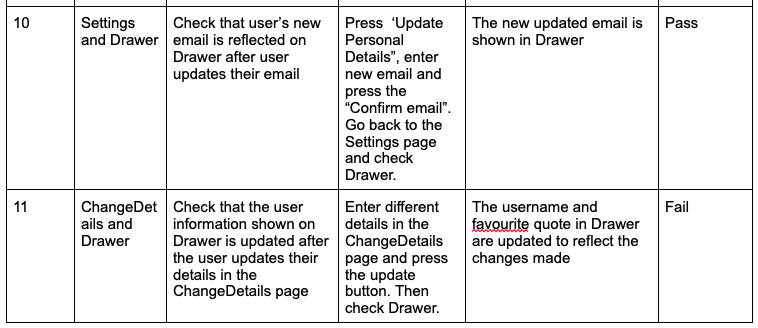 10
Settings
and Drawer
Check that user's new
email is reflected on
Drawer after user
updates their email
Press ‘Update
Personal
Details”, enter
new email and
press the
“Confirm email”.
Go back to the
Settings page
and check
Drawer.
The new updated email is
shown in Drawer
Pass
11
ChangeDet
ails and
Drawer
Check that the user
information shown on
Drawer is updated after
the user updates their
details in the
ChangeDetails page
Enter different
details in the
ChangeDetails
page and press
the update
button. Then
check Drawer.
The username and
favourite quote in Drawer
are updated to reflect the
changes made
Fail